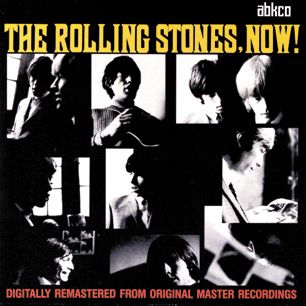 abkco
THE ROLLING STONES, NOW!
DIGITALLY REMASTERED FROM ORIGINAL MASTER RECORDINGS